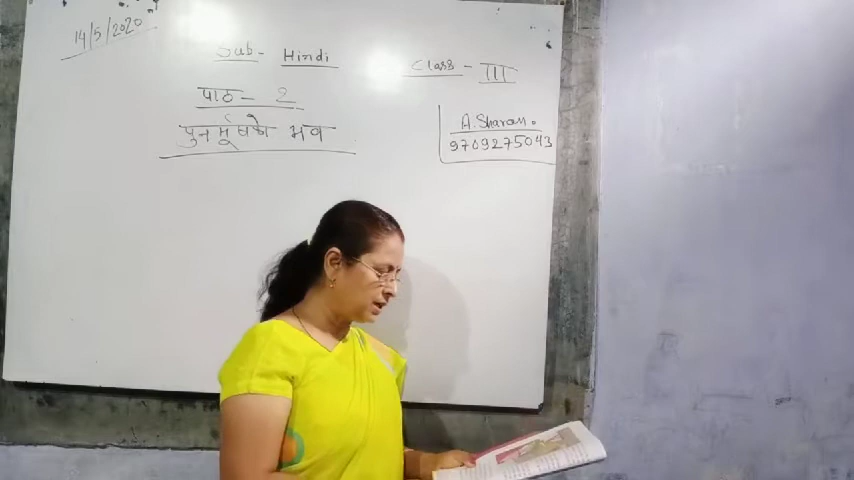 14/5/2020
Sub- Hindi
Class - III
पाठ - 2
पुनर्मूषको भव
A. Sharan.
9709275043